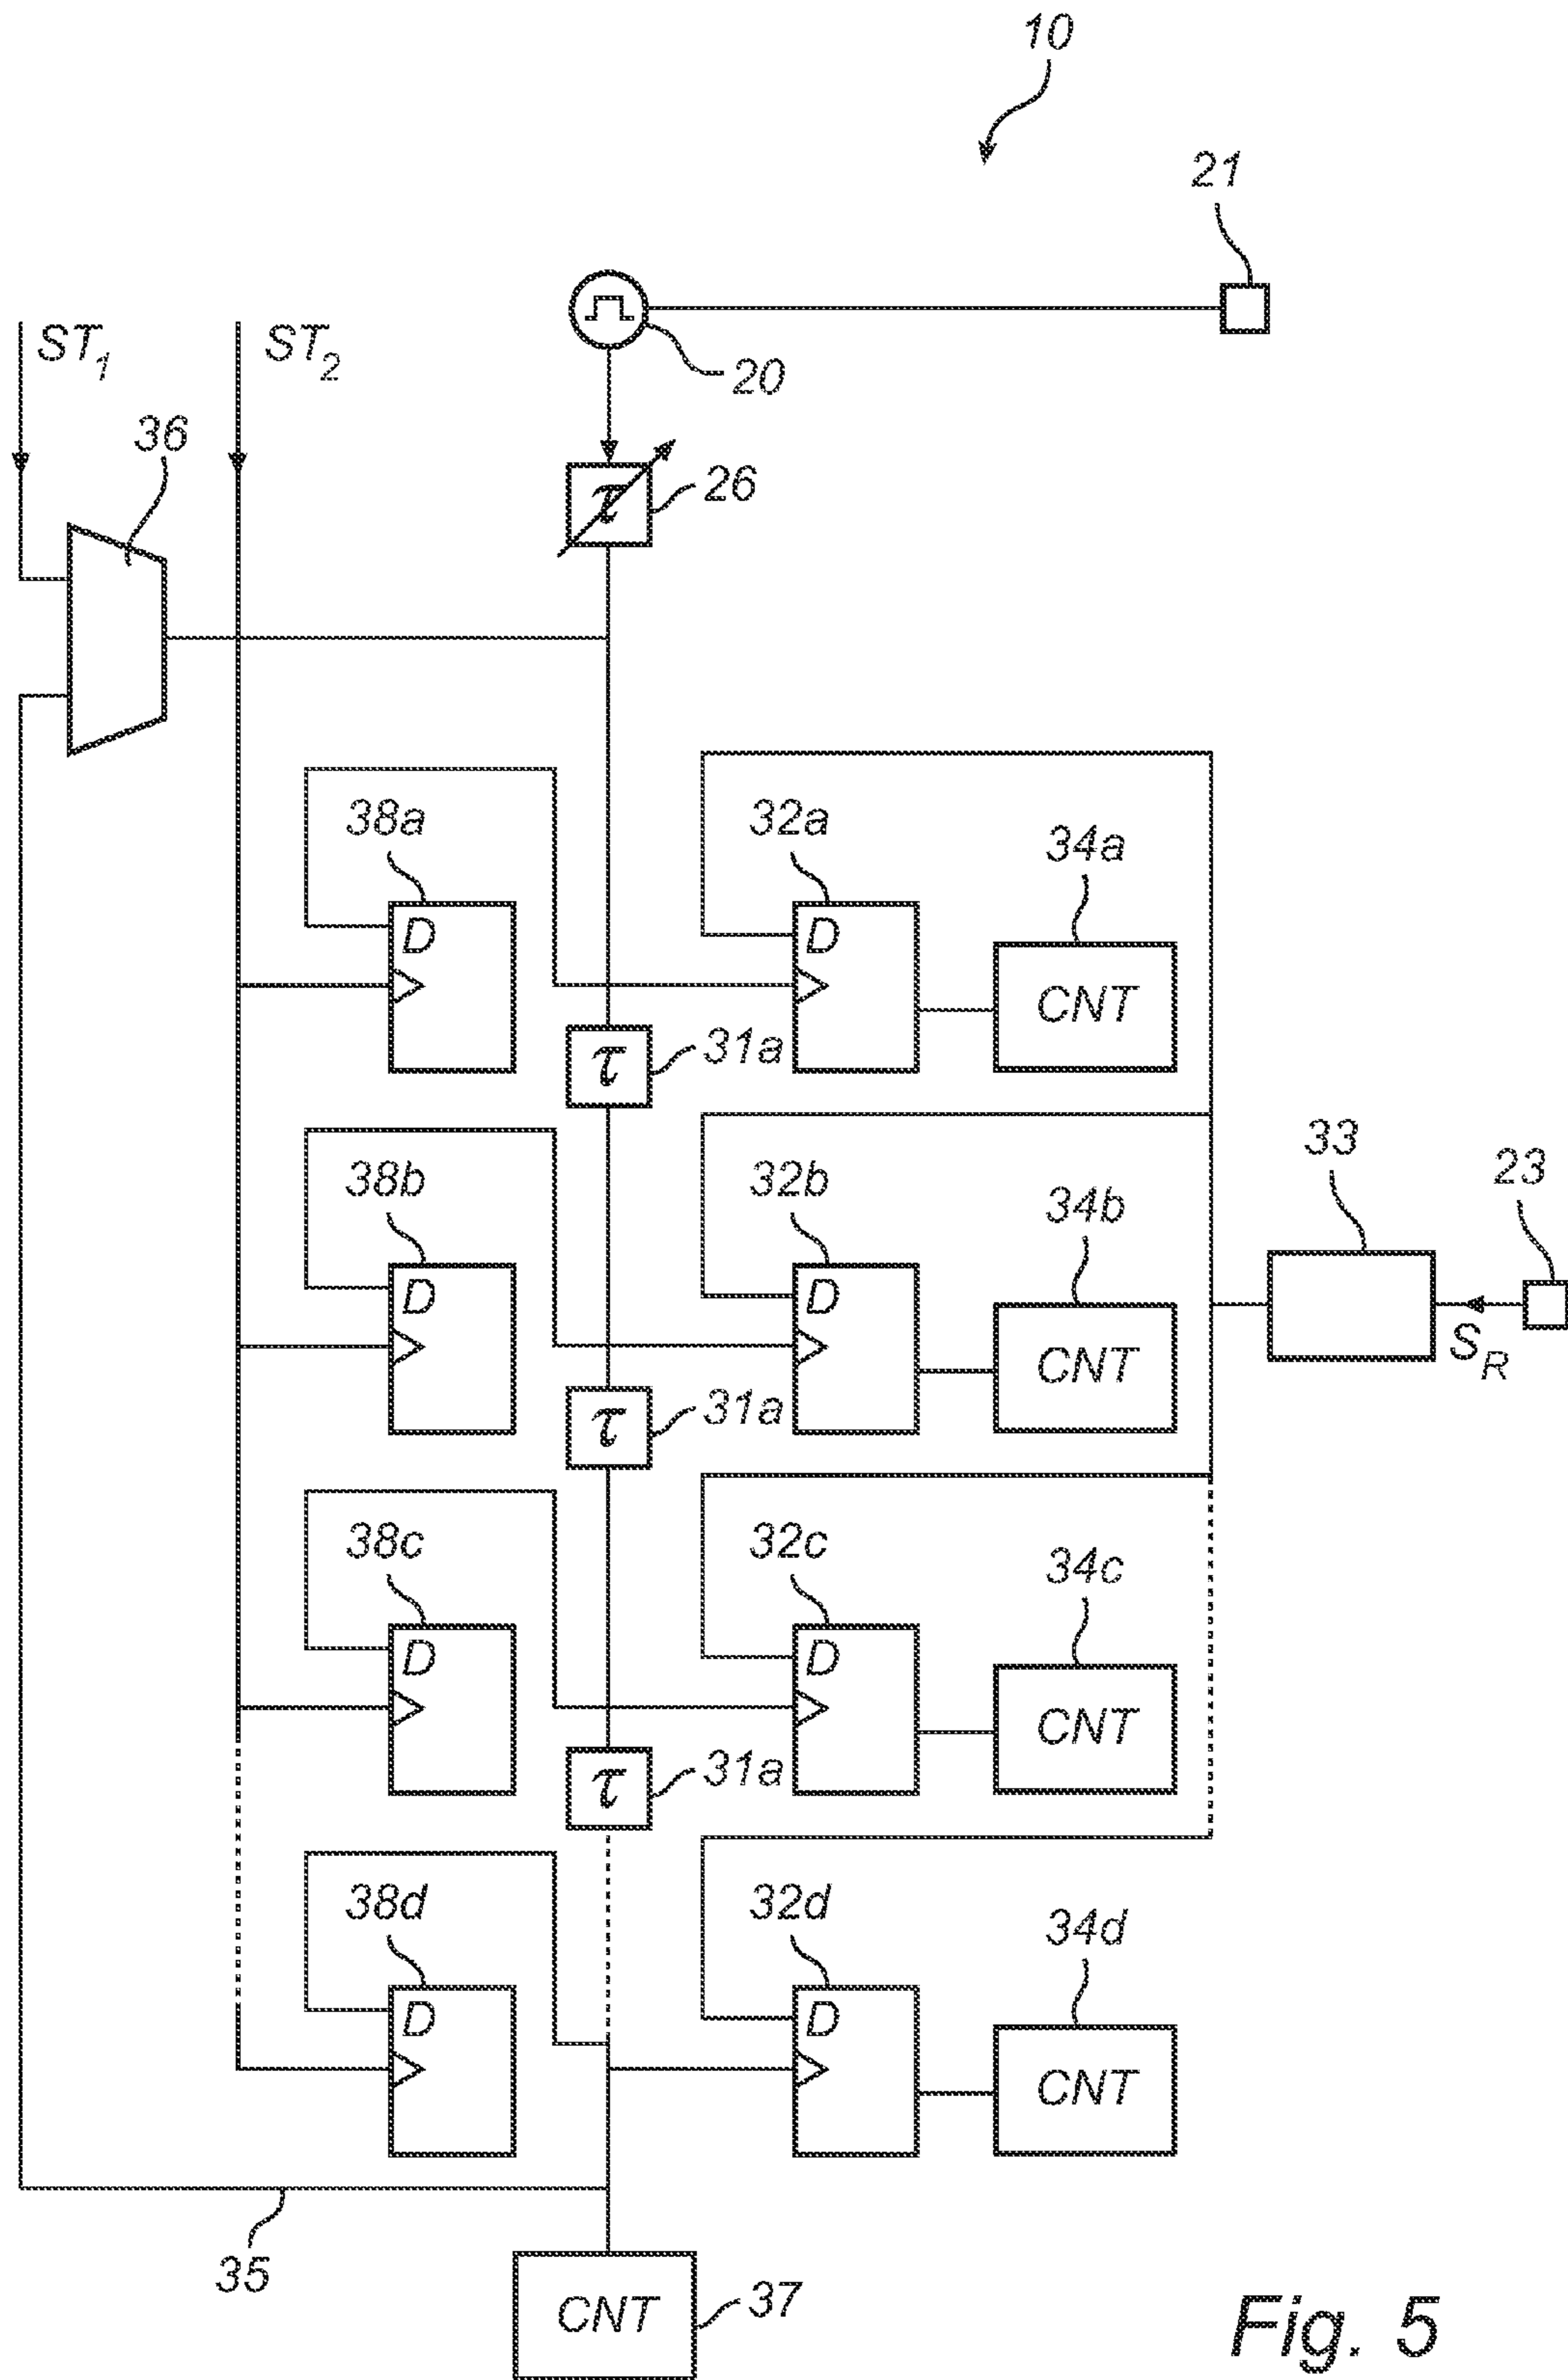 10
21
ST1
ST2
20
36
τ
26
38a
32a
34a
D
D
CNT
τ
31a
38b
32b
34b
33
23
D
D
CNT
SR
τ
31a
38c
32c
34c
D
D
CNT
τ
31a
38d
32d
34d
D
D
CNT
35
CNT
37
Fig. 5